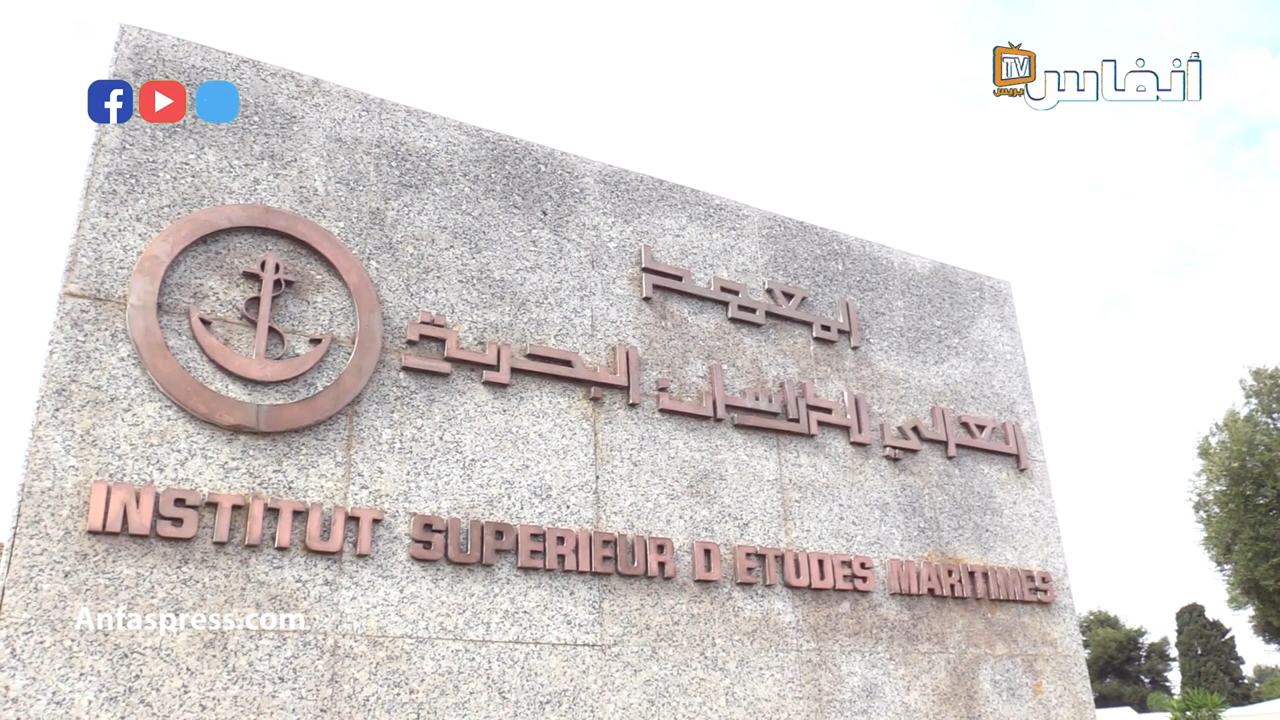 أنفاس
بريس
TV
المعهد
العالي للدراسات البحرية
INSTITUT SUPERIEUR D ETUDES MARITIMES
Anfaspress.com